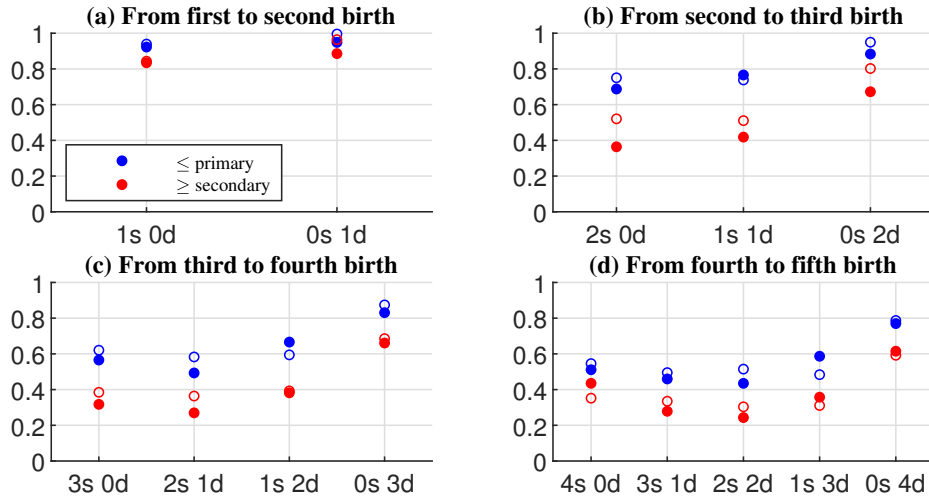 (a) From first to second birth
1
0.8
0.6
0.4
0.2
0
≤ primary
≥ secondary
1s 0d 0s 1d
(b) From second to third birth
1
0.8
0.6
0.4
0.2
0
2s 0d 1s 1d 0s 2d
(c) From third to fourth birth
1
0.8
0.6
0.4
0.2
0
3s 0d 2s 1d 1s 2d 0s 3d
(d) From fourth to fifth birth
1
0.8
0.6
0.4
0.2
0
4s 0d 3s 1d 2s 2d 1s 3d 0s 4d